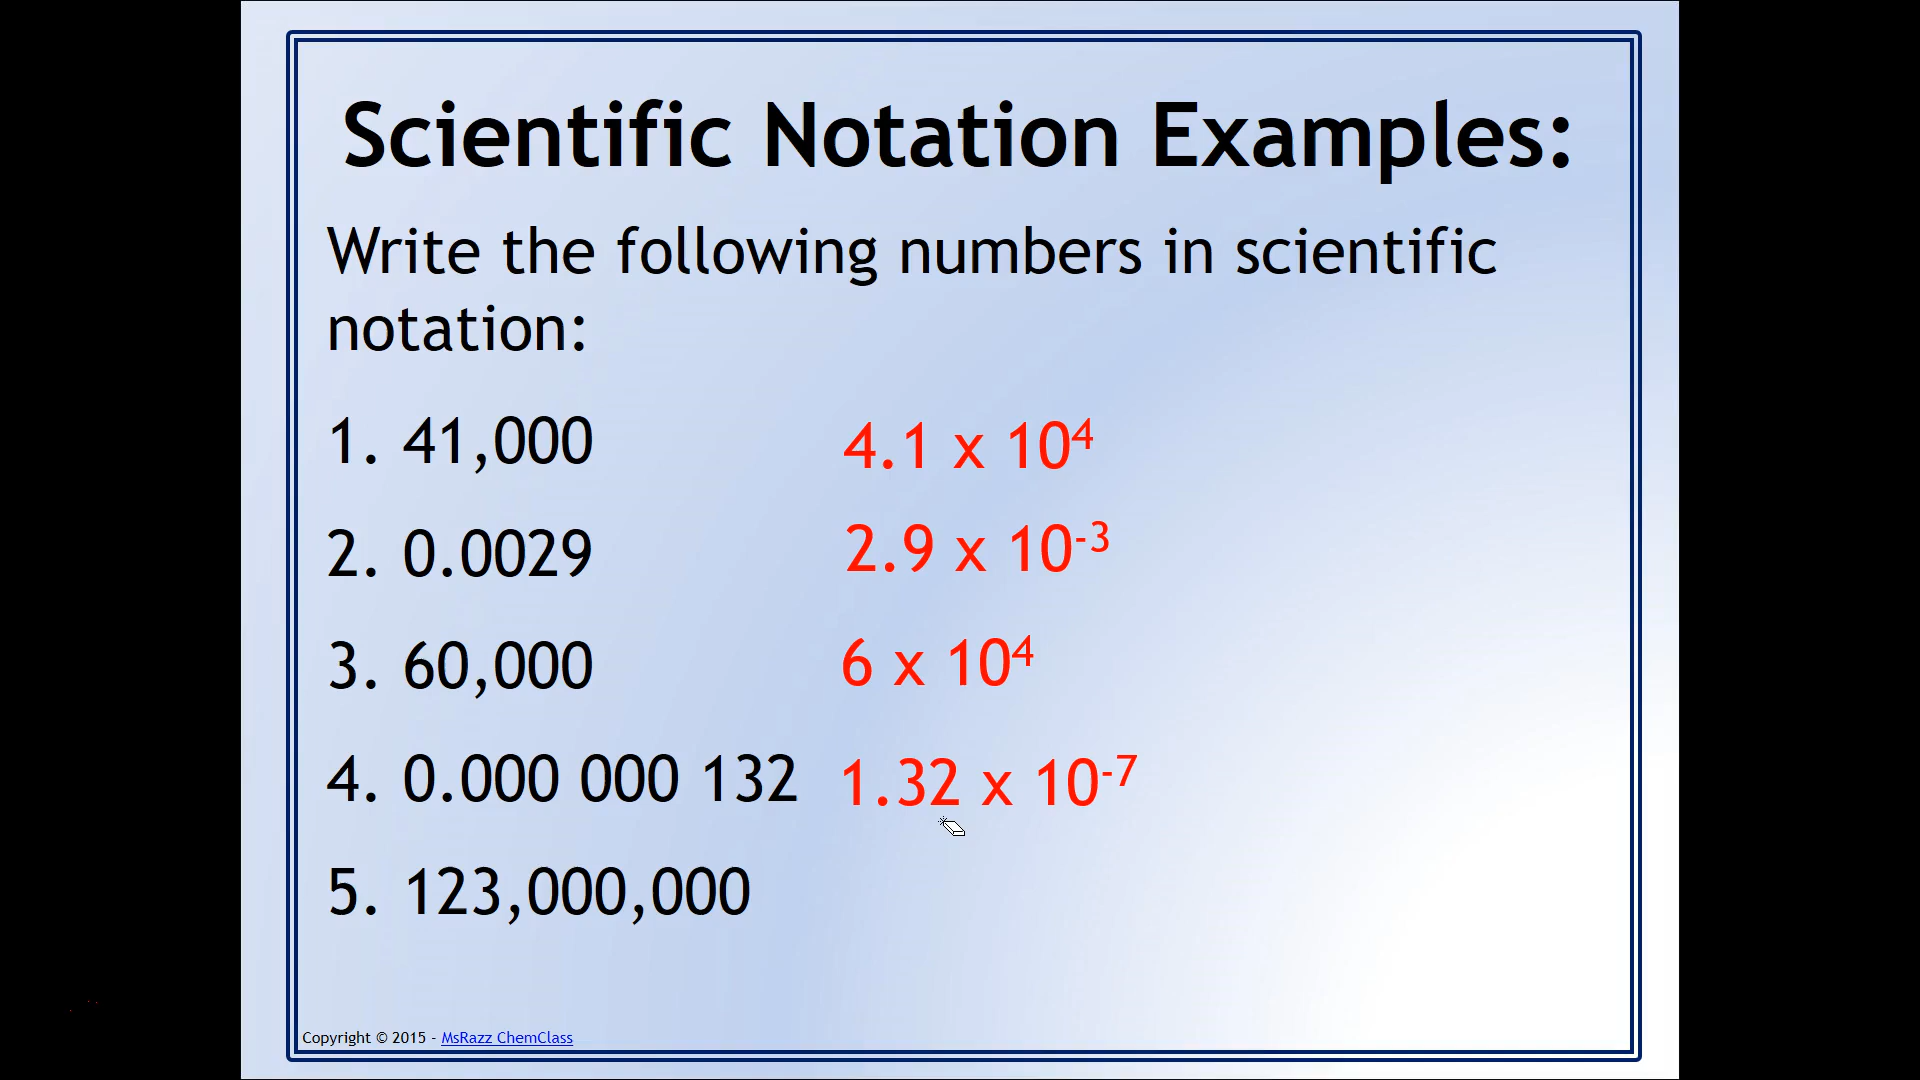 Scientific Notation Examples:
Write the following numbers in scientific
notation:
1. 41,000 4.1 x 10⁴
2. 0.0029 2.9 x 10⁻³
3. 60,000 6 x 10⁴
4. 0.000 000 132 1.32 x 10⁻⁷
5. 123,000,000
Copyright © 2015 - MsRazz ChemClass